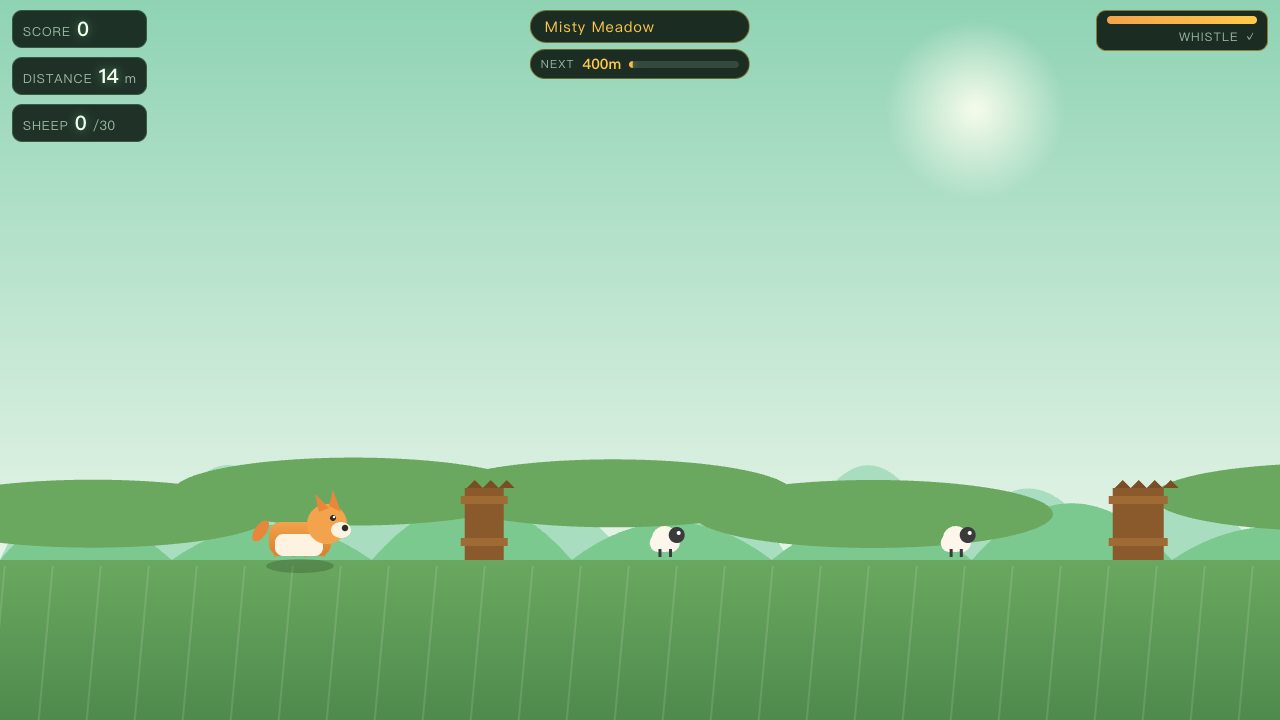 SCORE 0
DISTANCE 14 m
SHEEP 0 /30
Misty Meadow
NEXT 400m
WHISTLE ✓